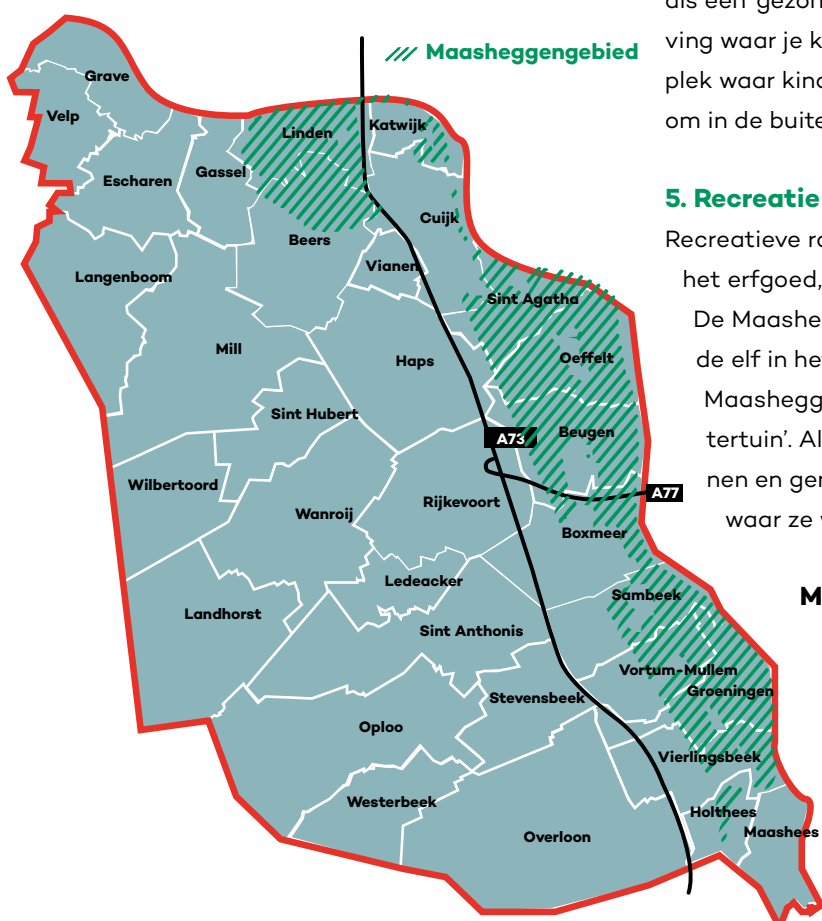 Maasheggengebied
Grave
Velp
Linden
Katwijk
Gassel
Escharen
Cuijk
Beers
Vianen
Langenboom
Sint Agatha
Mill
Haps
Oeffelt
Sint Hubert
Beugen
A73
Wilbertoord
A77
Rijkevoort
Wanroij
Boxmeer
Ledeacker
Sambeek
Landhorst
Sint Anthonis
Vortum-Mullem
Groeningen
Stevensbeek
Oploo
Vierlingsbeek
Westerbeek
Holthees
Maashees
Overloon
als een gezon
ving waar je k
plek waar kind
om in de buite
5. Recreatie
Recreatieve ro
het erfgoed,
De Maashe
de elf in het
Maashegg
tertuin’. Al
nen en ger
waar ze v
M